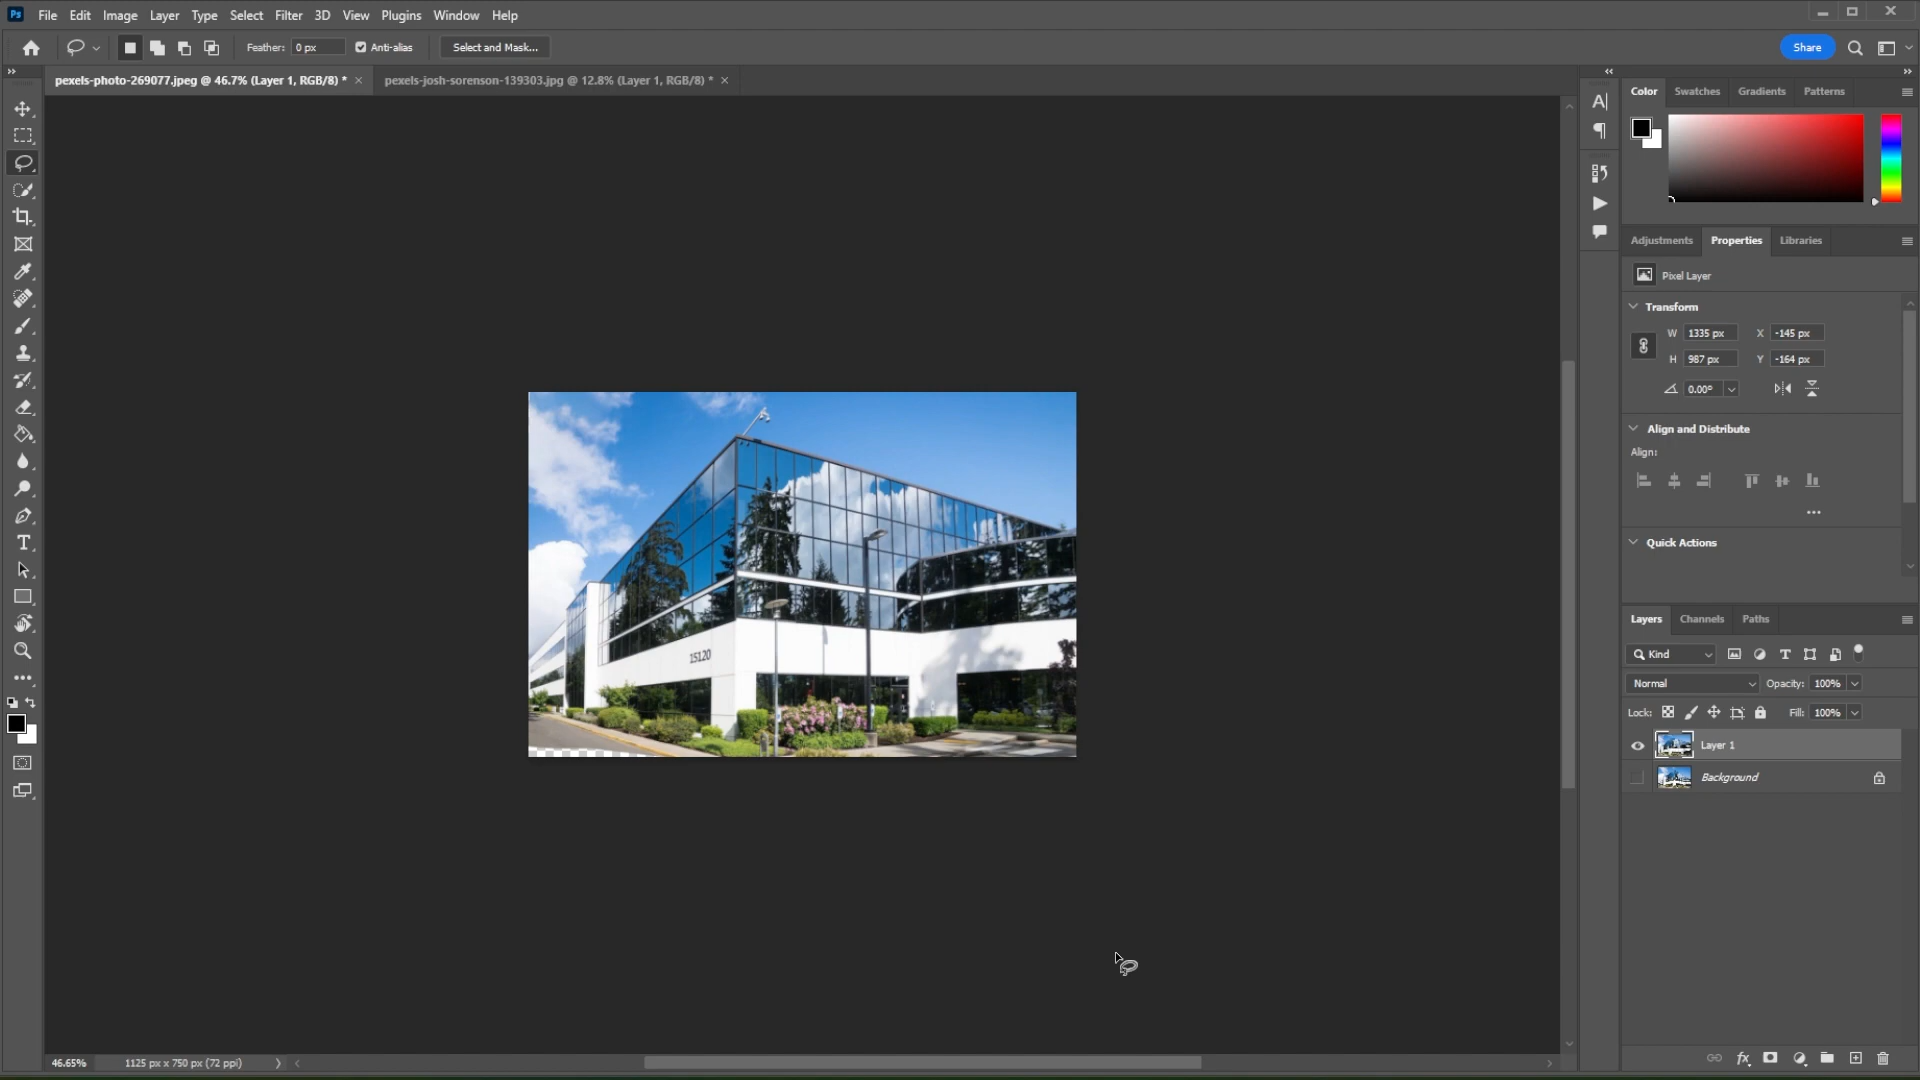 Ps File Edit Image Layer Type Select Filter 3D View Plugins Window Help
Feather: 0 px Anti-alias Select and Mask... Share
pexels-photo-269077.jpeg @ 46.7% (Layer 1, RGB/8) * pexels-josh-sorenson-139303.jpg @ 12.8% (Layer 1, RGB/8) *
Color Swatches Gradients Patterns
Adjustments Properties Libraries
Pixel Layer
Transform
W 1335 px X -145 px
H 987 px Y -164 px
0.00°
Align and Distribute
Align:
Quick Actions
Layers Channels Paths
Kind
Normal Opacity: 100%
Lock: Fill: 100%
Layer 1
Background
15120
46.65% 1125 px x 750 px (72 ppi)